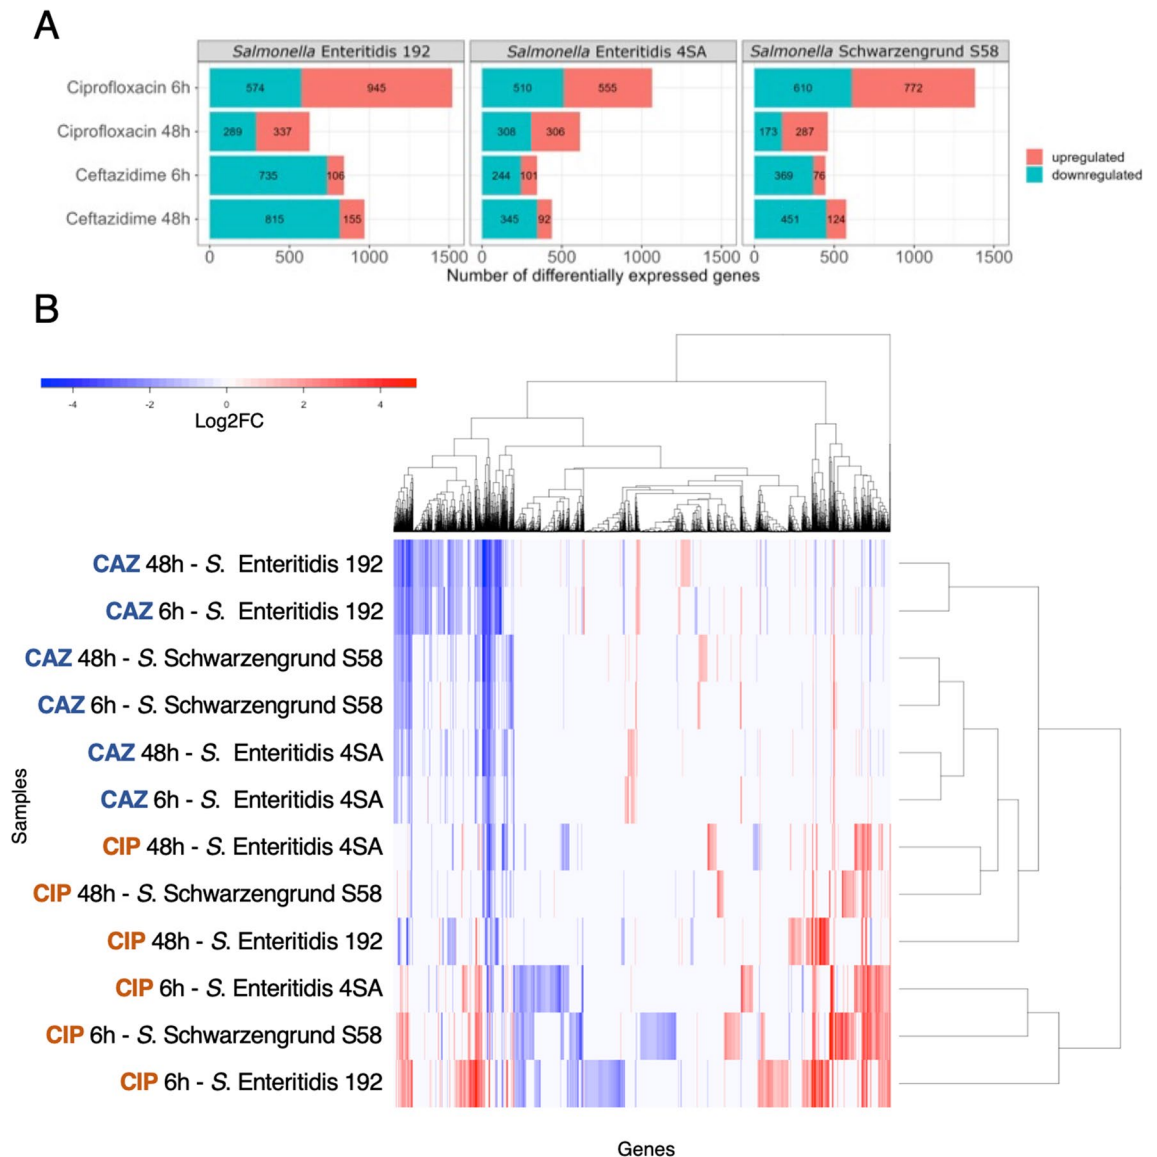 A
Salmonella Enteritidis 192
Salmonella Enteritidis 4SA
Salmonella Schwarzengrund S58
Ciprofloxacin 6h
574
945
510
555
610
772
Ciprofloxacin 48h
289
337
308
306
173
287
Ceftazidime 6h
735
106
244
101
369
76
Ceftazidime 48h
815
155
345
92
451
124
upregulated
downregulated
0
500
1000
1500
0
500
1000
1500
0
500
1000
1500
Number of differentially expressed genes
B
-4
-2
0
2
4
Log2FC
CAZ 48h - S. Enteritidis 192
CAZ 6h - S. Enteritidis 192
CAZ 48h - S. Schwarzengrund S58
CAZ 6h - S. Schwarzengrund S58
CAZ 48h - S. Enteritidis 4SA
CAZ 6h - S. Enteritidis 4SA
CIP 48h - S. Enteritidis 4SA
CIP 48h - S. Schwarzengrund S58
CIP 48h - S. Enteritidis 192
CIP 6h - S. Enteritidis 4SA
CIP 6h - S. Schwarzengrund S58
CIP 6h - S. Enteritidis 192
Samples
Genes